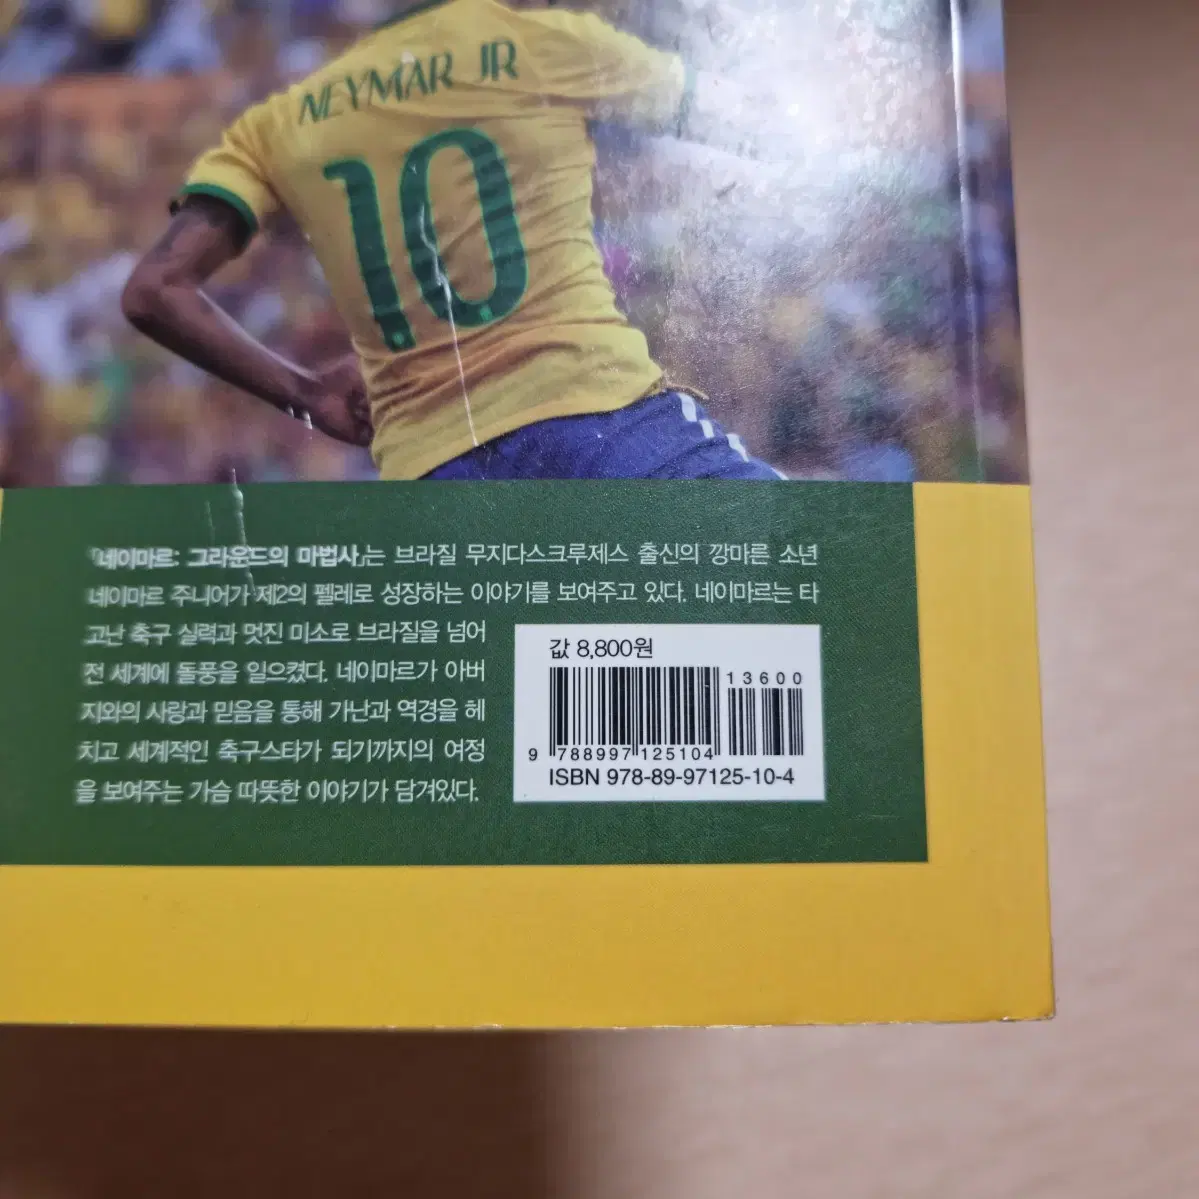 NEYMAR JR
10
『네이마르: 그라운드의 마법사』는 브라질 무지다스크루제스 출신의 깡마른 소년
네이마르 주니어가 제2의 펠레로 성장하는 이야기를 보여주고 있다. 네이마르는 타
고난 축구 실력과 멋진 미소로 브라질을 넘어
전 세계에 돌풍을 일으켰다. 네이마르가 아버
지와의 사랑과 믿음을 통해 가난과 역경을 헤
치고 세계적인 축구스타가 되기까지의 여정
을 보여주는 가슴 따뜻한 이야기가 담겨있다.
값 8,800원
13600
9 788997 125104
ISBN 978-89-97125-10-4